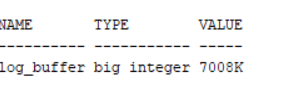 NAME       TYPE        VALUE
---------- ----------- -----
log_buffer big integer 7008K